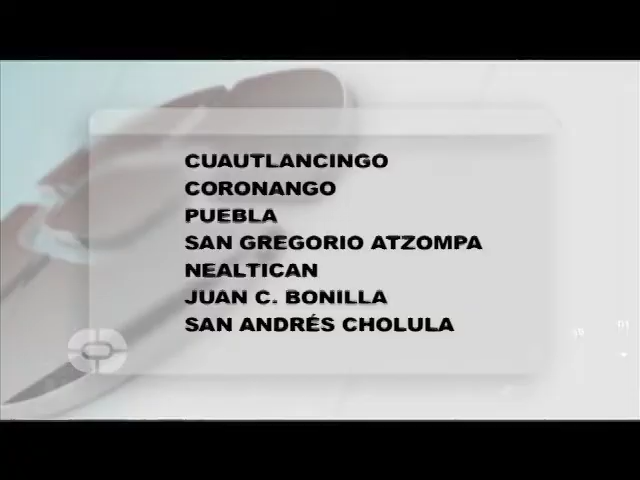 CUAUTLANCINGO
CORONANGO
PUEBLA
SAN GREGORIO ATZOMPA
NEALTICAN
JUAN C. BONILLA
SAN ANDRÉS CHOLULA